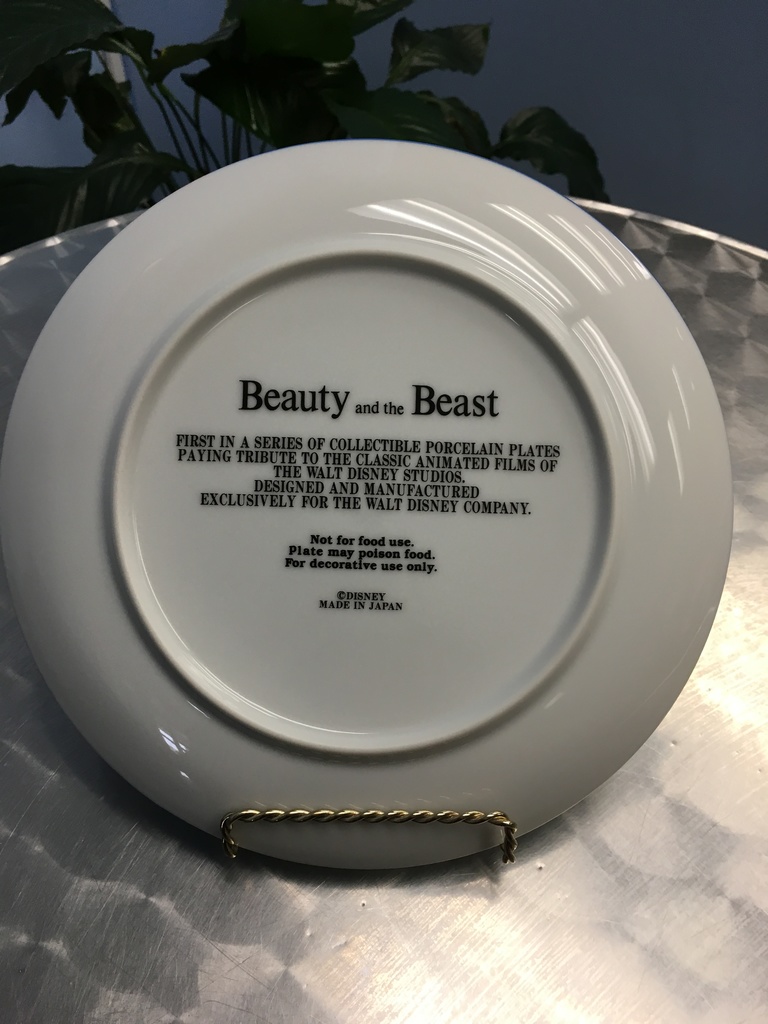 Beauty and the Beast
FIRST IN A SERIES OF COLLECTIBLE PORCELAIN PLATES
PAYING TRIBUTE TO THE CLASSIC ANIMATED FILMS OF
THE WALT DISNEY STUDIOS.
DESIGNED AND MANUFACTURED
EXCLUSIVELY FOR THE WALT DISNEY COMPANY.
Not for food use.
Plate may poison food.
For decorative use only.
©DISNEY
MADE IN JAPAN